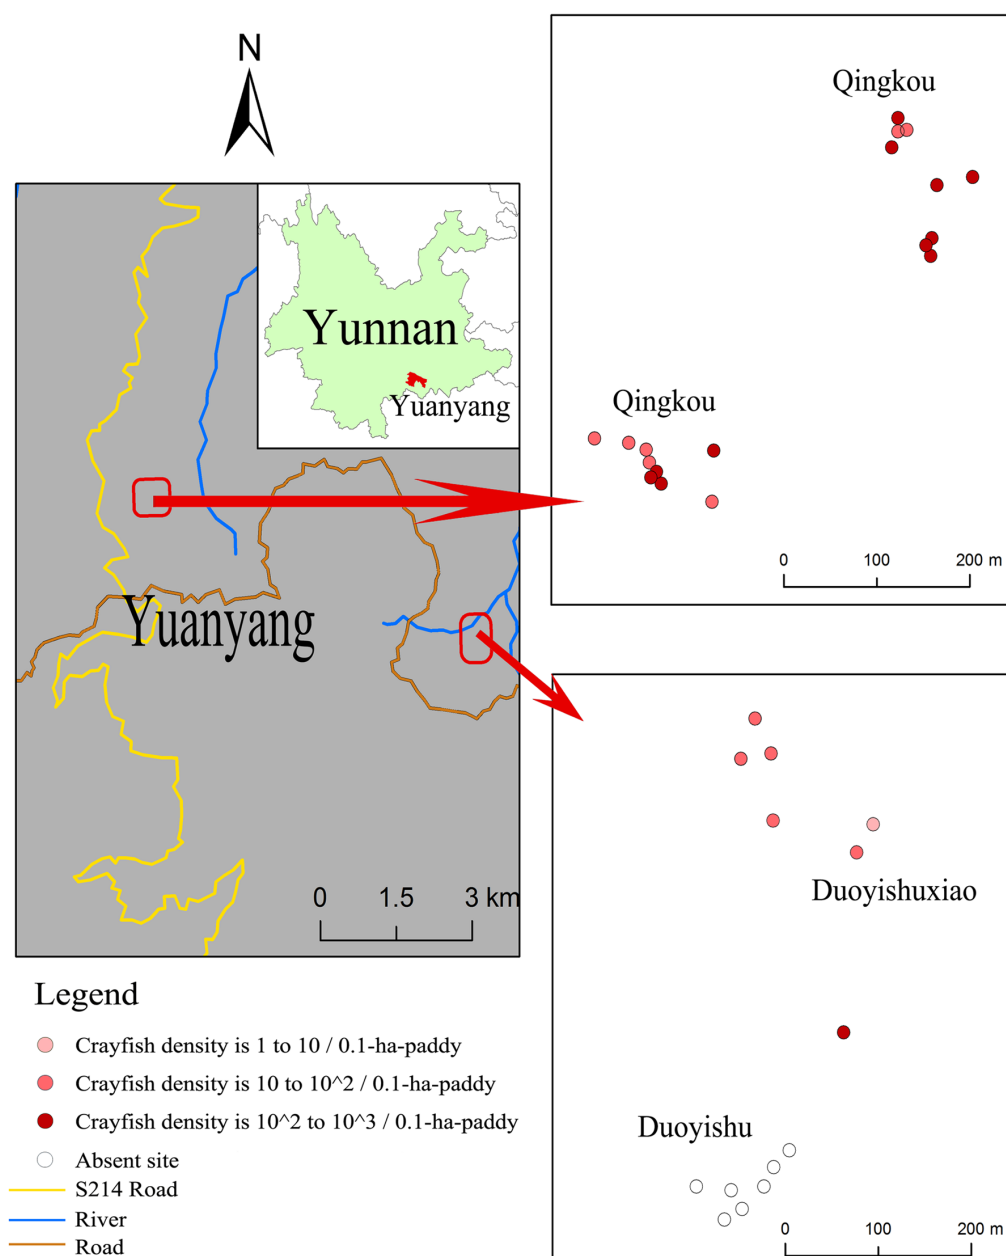 N
Yunnan
Yuanyang
Yuanyang
0 1.5 3 km
Qingkou
Qingkou
0 100 200 m
Duoyishuxiao
Duoyishu
0 100 200 m
Legend
Crayfish density is 1 to 10 / 0.1-ha-paddy
Crayfish density is 10 to 10^2 / 0.1-ha-paddy
Crayfish density is 10^2 to 10^3 / 0.1-ha-paddy
Absent site
S214 Road
River
Road